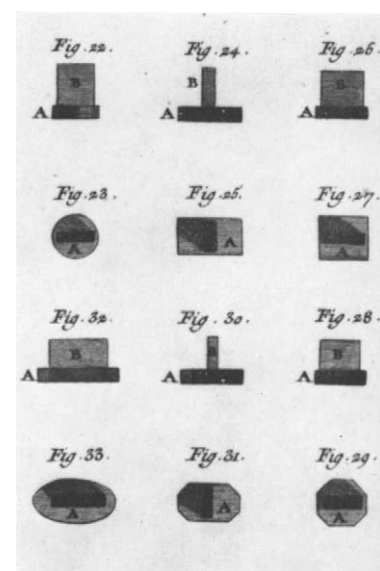 Fig. 22. Fig. 24. Fig. 26.
B B B
A A A
Fig. 23. Fig. 25. Fig. 27.
A A A
Fig. 32. Fig. 30. Fig. 28.
B B B
A A A
Fig. 33. Fig. 31. Fig. 29.
A A A